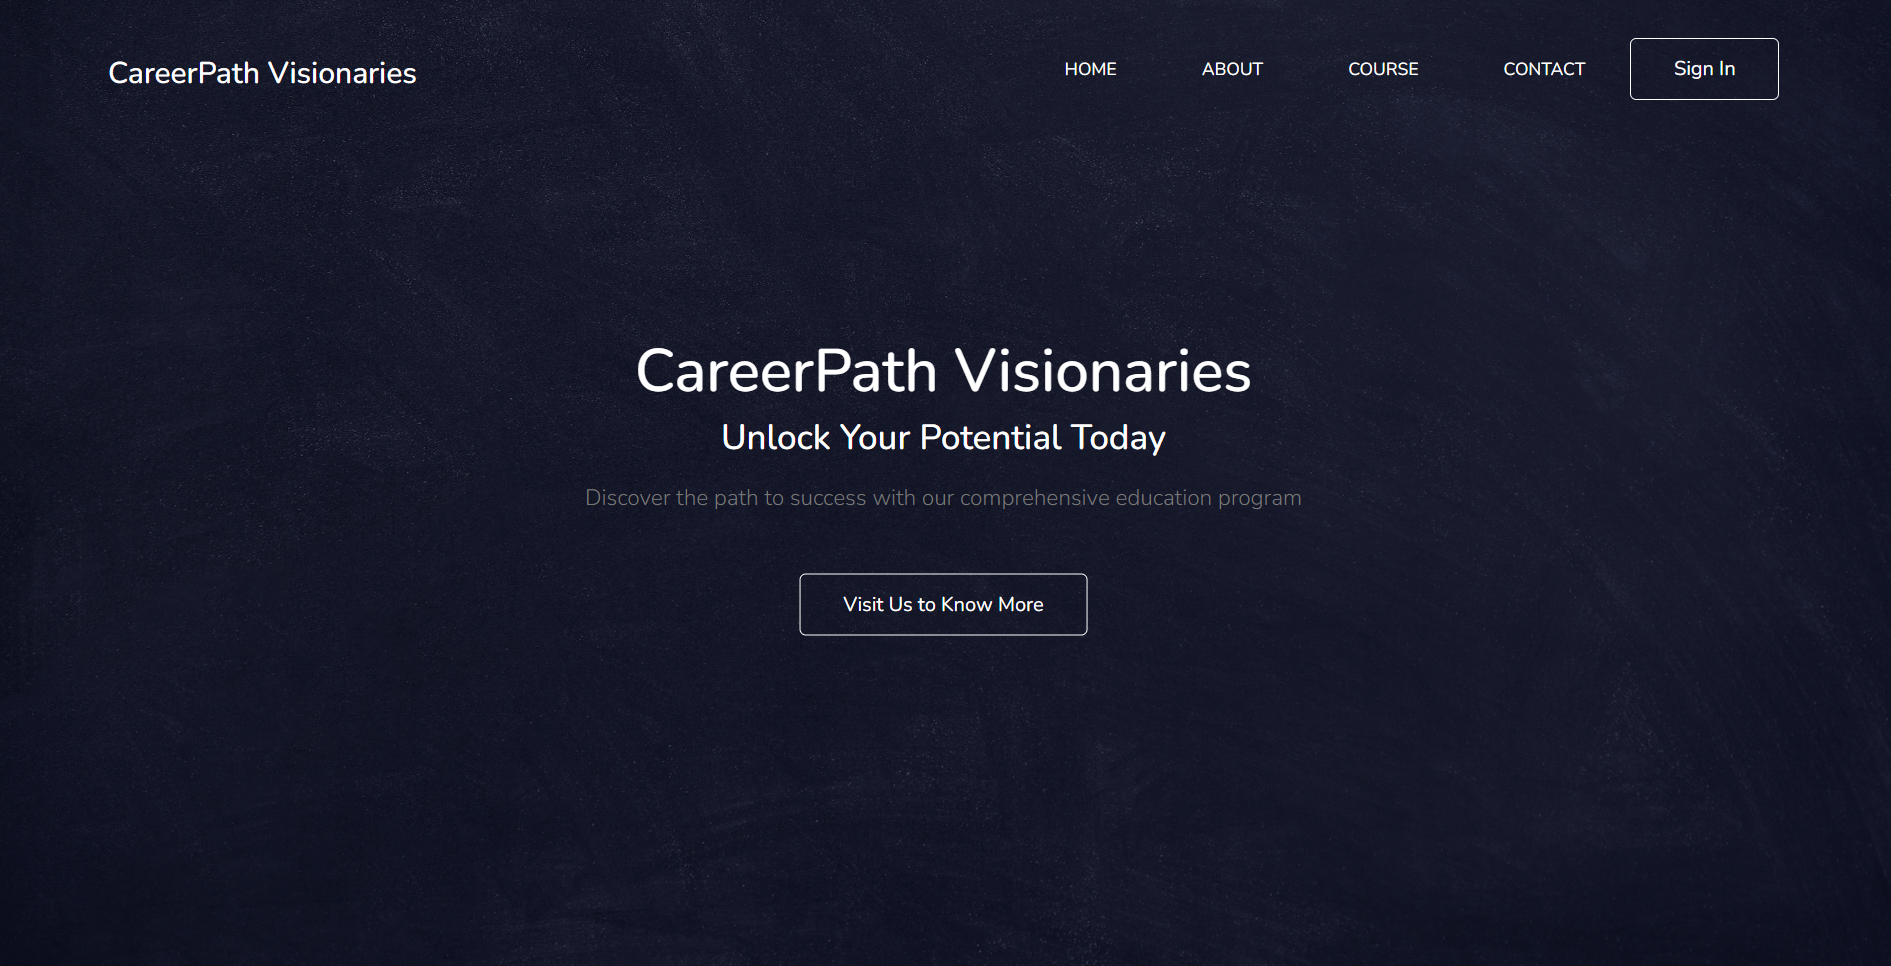 CareerPath Visionaries
HOME ABOUT COURSE CONTACT Sign In
CareerPath Visionaries
Unlock Your Potential Today
Discover the path to success with our comprehensive education program
Visit Us to Know More